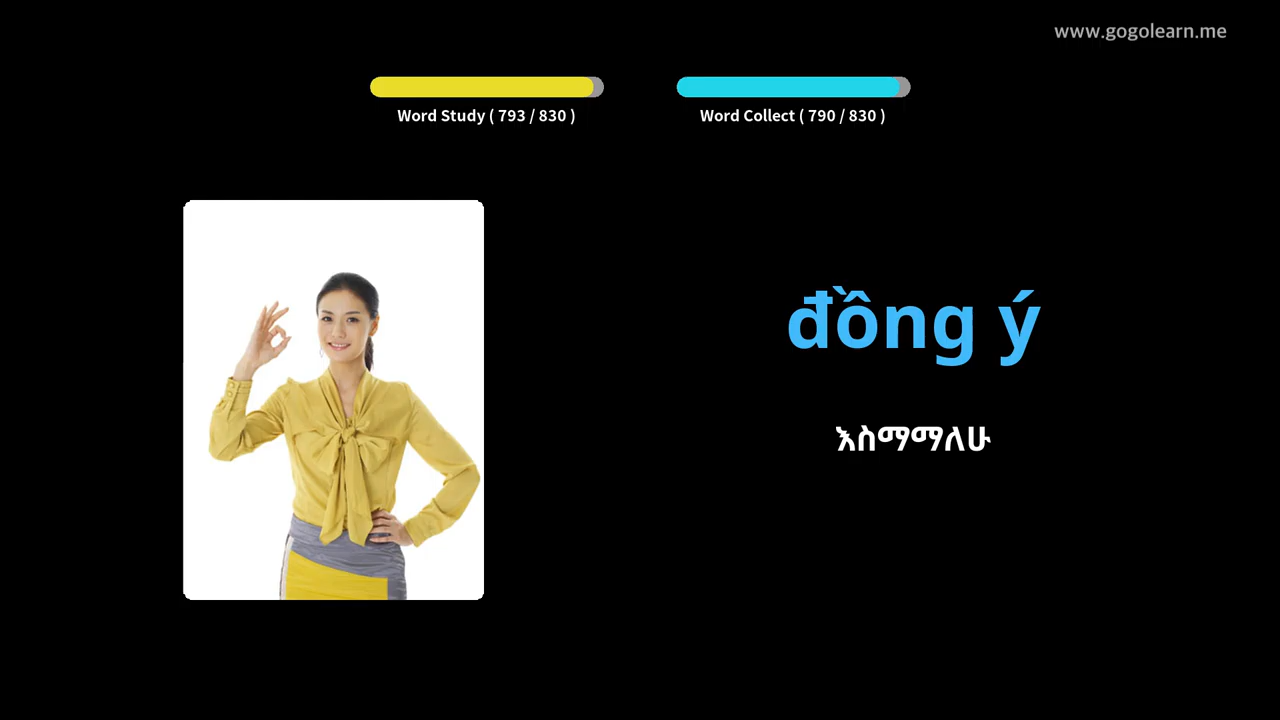 www.gogolearn.me
Word Study ( 793 / 830 )
Word Collect ( 790 / 830 )
đồng ý
እስማማለሁ